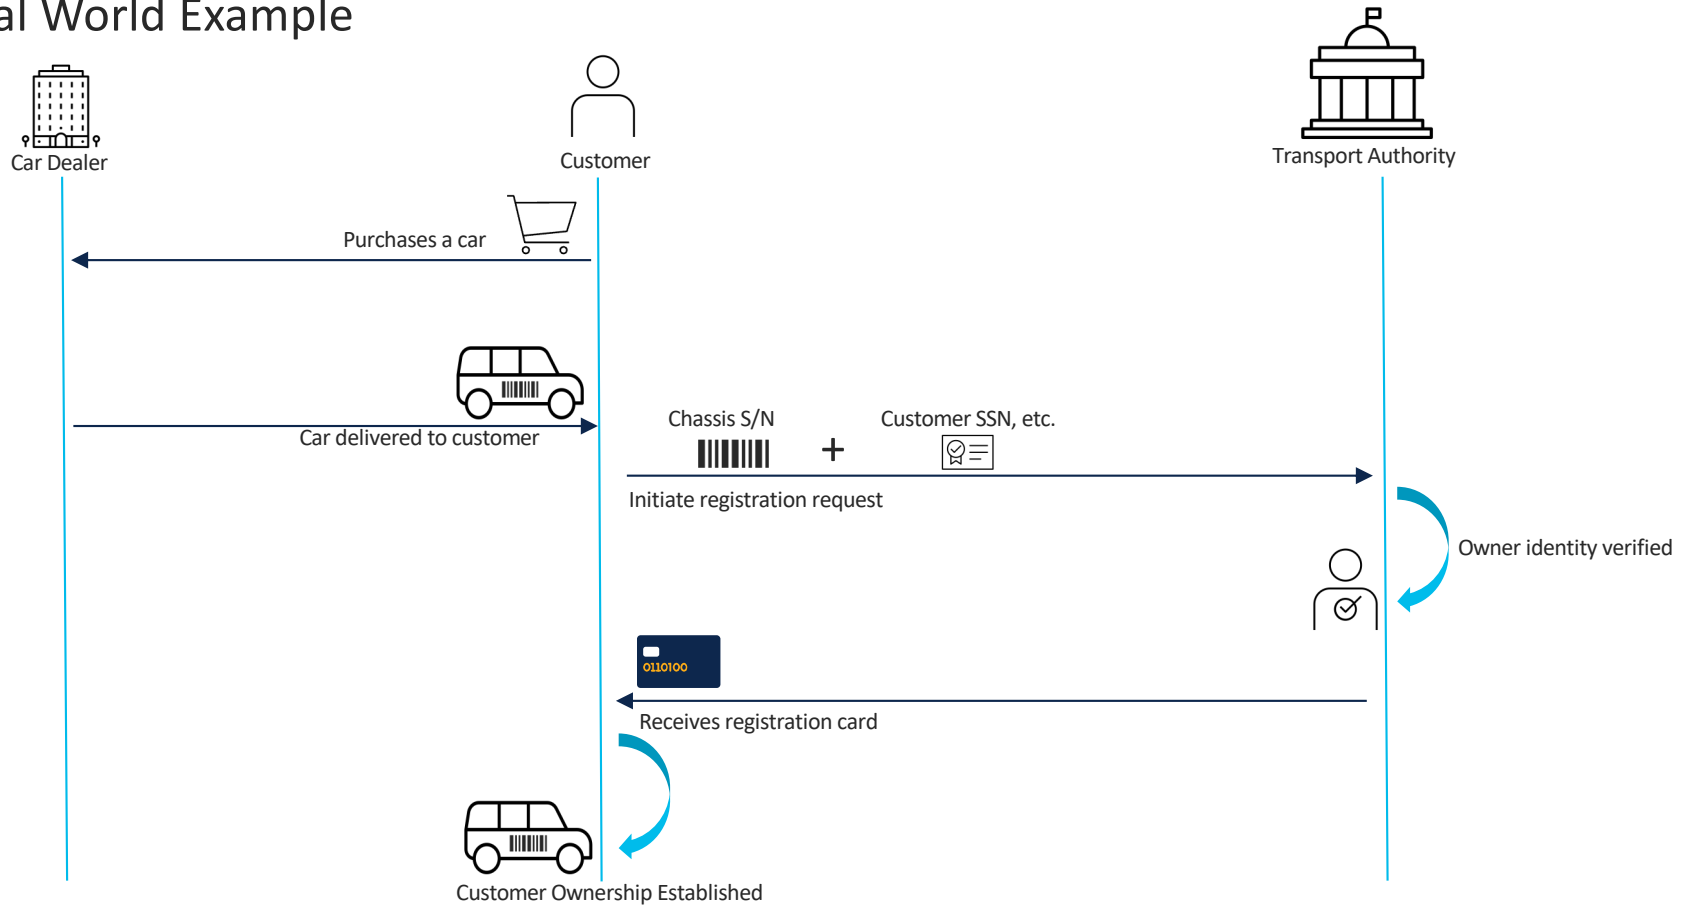 al World Example
Car Dealer
Customer
Transport Authority
Purchases a car
Car delivered to customer
Chassis S/N
+
Customer SSN, etc.
Initiate registration request
Owner identity verified
0110100
Receives registration card
Customer Ownership Established